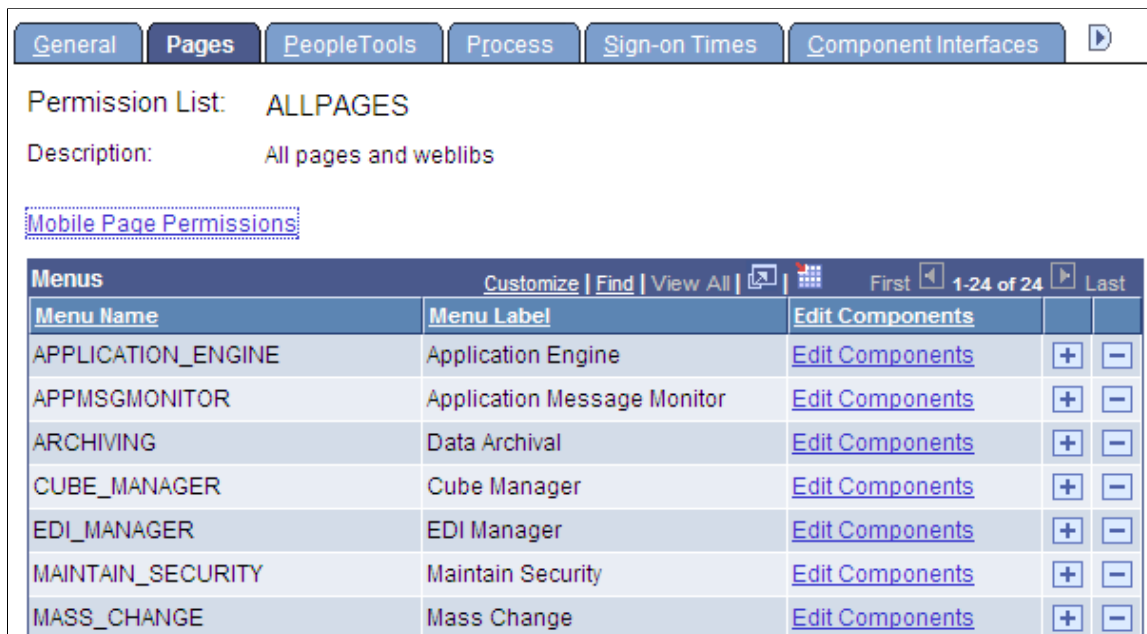 General Pages PeopleTools Process Sign-on Times Component Interfaces
Permission List: ALLPAGES
Description: All pages and weblibs
Mobile Page Permissions
Menus Customize | Find | View All | | First 1-24 of 24 Last
Menu Name Menu Label Edit Components
APPLICATION_ENGINE Application Engine Edit Components
APPMSGMONITOR Application Message Monitor Edit Components
ARCHIVING Data Archival Edit Components
CUBE_MANAGER Cube Manager Edit Components
EDI_MANAGER EDI Manager Edit Components
MAINTAIN_SECURITY Maintain Security Edit Components
MASS_CHANGE Mass Change Edit Components